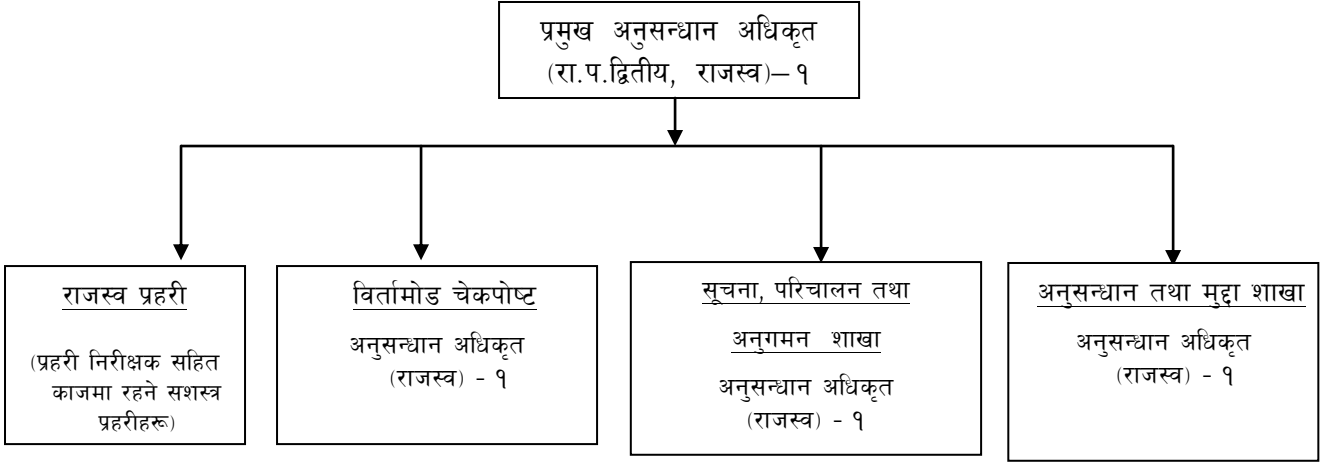 प्रमुख अनुसन्धान अधिकृत
(रा.प.द्वितीय, राजस्व)– १
राजस्व प्रहरी
(प्रहरी निरीक्षक सहित
काजमा रहने सशस्त्र
प्रहरीहरू)
विर्तामोड चेकपोष्ट
अनुसन्धान अधिकृत
(राजस्व) - १
सूचना, परिचालन तथा
अनुगमन शाखा
अनुसन्धान अधिकृत
(राजस्व) - १
अनुसन्धान तथा मुद्दा शाखा
अनुसन्धान अधिकृत
(राजस्व) - १